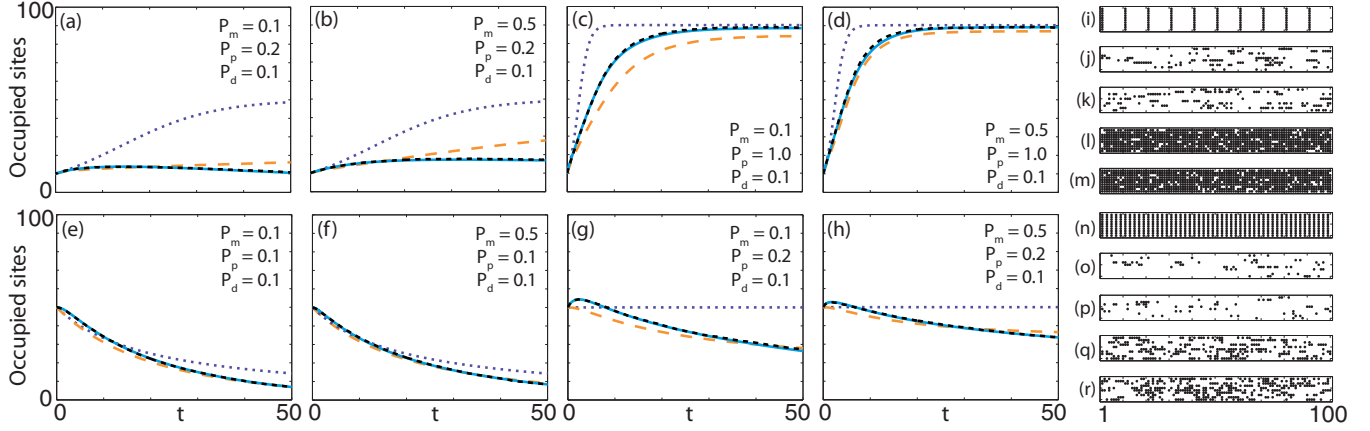 100
Occupied sites
0
(a)
P_m = 0.1
P_p = 0.2
P_d = 0.1
(b)
P_m = 0.5
P_p = 0.2
P_d = 0.1
(c)
P_m = 0.1
P_p = 1.0
P_d = 0.1
(d)
P_m = 0.5
P_p = 1.0
P_d = 0.1
(i)
(j)
(k)
(l)
(m)
100
Occupied sites
0
(e)
P_m = 0.1
P_p = 0.1
P_d = 0.1
0 t 50
(f)
P_m = 0.5
P_p = 0.1
P_d = 0.1
0 t 50
(g)
P_m = 0.1
P_p = 0.2
P_d = 0.1
0 t 50
(h)
P_m = 0.5
P_p = 0.2
P_d = 0.1
0 t 50
(n)
(o)
(p)
(q)
(r)
1 100